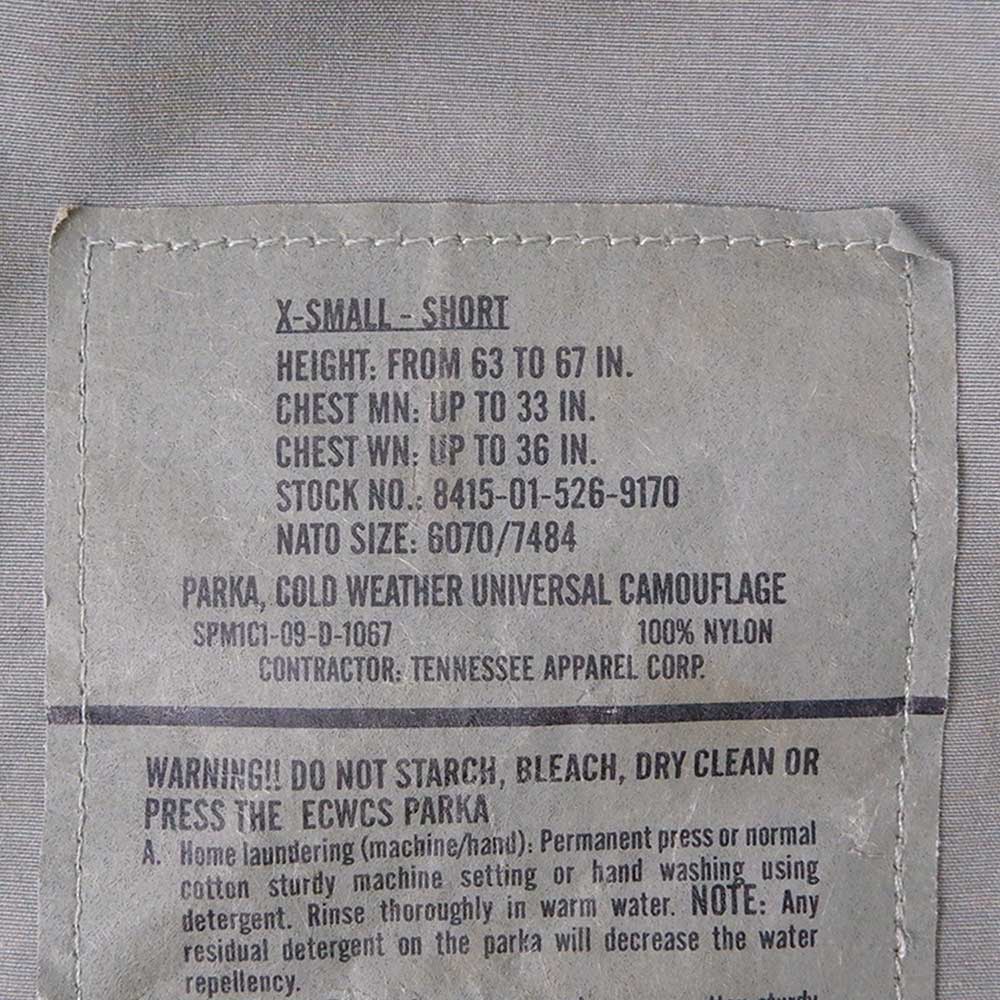 X-SMALL - SHORT
HEIGHT: FROM 63 TO 67 IN.
CHEST MN: UP TO 33 IN.
CHEST WN: UP TO 36 IN.
STOCK NO.: 8415-01-526-9170
NATO SIZE: 6070/7484
PARKA, COLD WEATHER UNIVERSAL CAMOUFLAGE
SPM1C1-09-D-1067 100% NYLON
CONTRACTOR: TENNESSEE APPAREL CORP.
WARNING!! DO NOT STARCH, BLEACH, DRY CLEAN OR
PRESS THE ECWCS PARKA
A. Home laundering (machine/hand): Permanent press or normal
cotton sturdy machine setting or hand washing using
detergent. Rinse thoroughly in warm water. NOTE: Any
residual detergent on the parka will decrease the water
repellency.